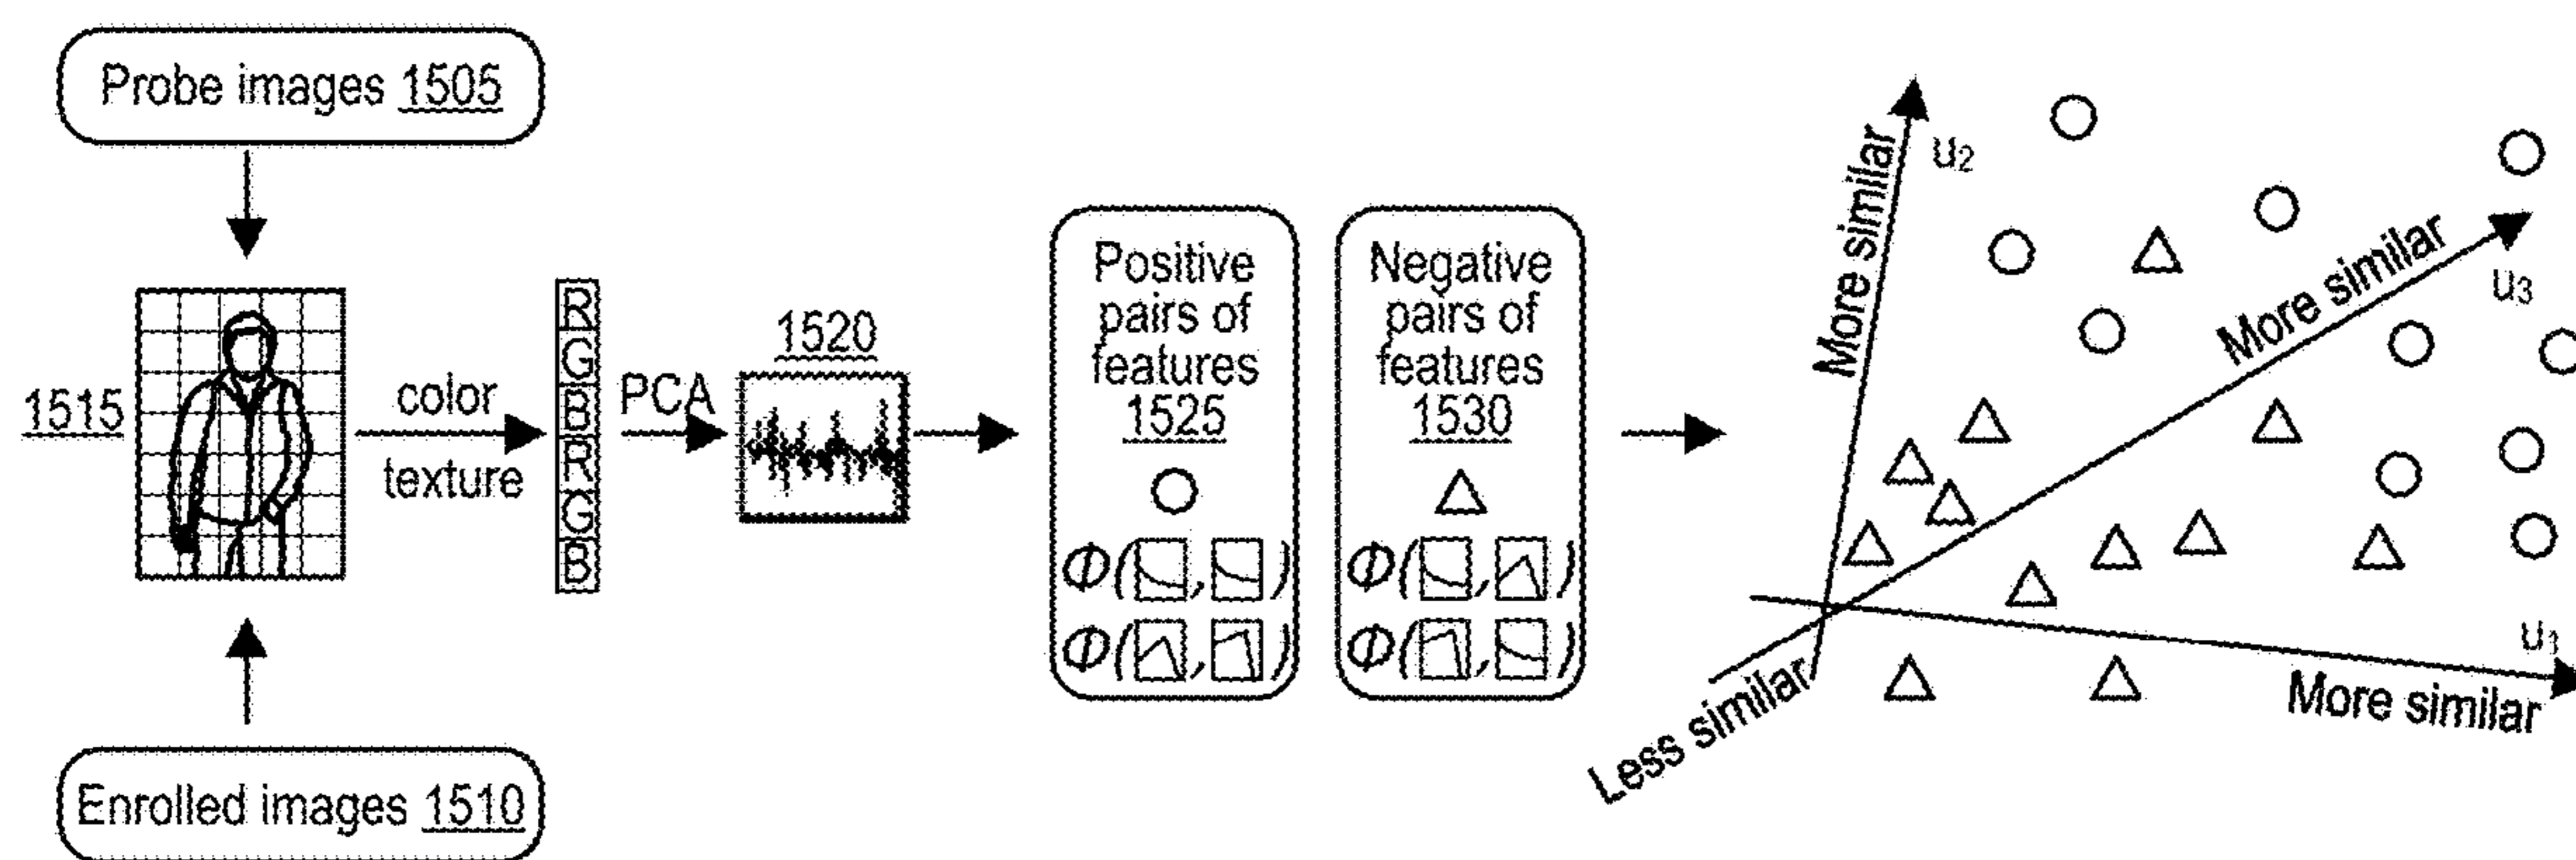 Probe images 1505
1515
color
texture
R
G
B
R
G
B
PCA
1520
Enrolled images 1510
Positive
pairs of
features
1525
Φ( , )
Φ( , )
Negative
pairs of
features
1530
Φ( , )
Φ( , )
More similar
u2
More similar
u3
u1
More similar
Less similar